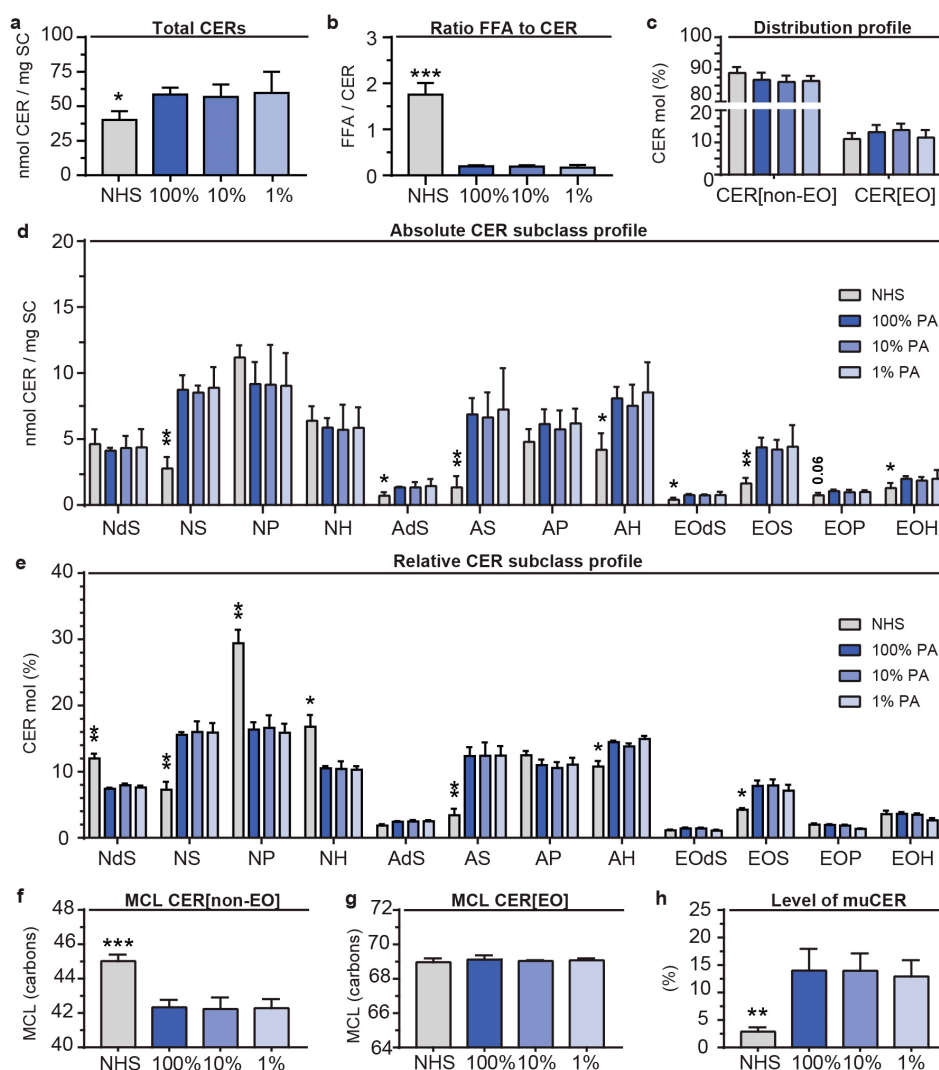 a Total CERs
nmol CER / mg SC
100
75
50
25
0
*
NHS 100% 10% 1%
b Ratio FFA to CER
FFA / CER
3
2
1
0
***
NHS 100% 10% 1%
c Distribution profile
CER mol (%)
100
90
80
20
10
0
CER[non-EO] CER[EO]
d Absolute CER subclass profile
nmol CER / mg SC
20
15
10
5
0
NHS
100% PA
10% PA
1% PA
** * ** * * ** 0.06 *
NdS NS NP NH AdS AS AP AH EOdS EOS EOP EOH
e Relative CER subclass profile
CER mol (%)
40
30
20
10
0
NHS
100% PA
10% PA
1% PA
** ** ** * ** * *
NdS NS NP NH AdS AS AP AH EOdS EOS EOP EOH
f MCL CER[non-EO]
MCL (carbons)
48
46
44
42
40
***
NHS 100% 10% 1%
g MCL CER[EO]
MCL (carbons)
72
70
68
66
64
NHS 100% 10% 1%
h Level of muCER
(%)
25
20
15
10
5
0
**
NHS 100% 10% 1%